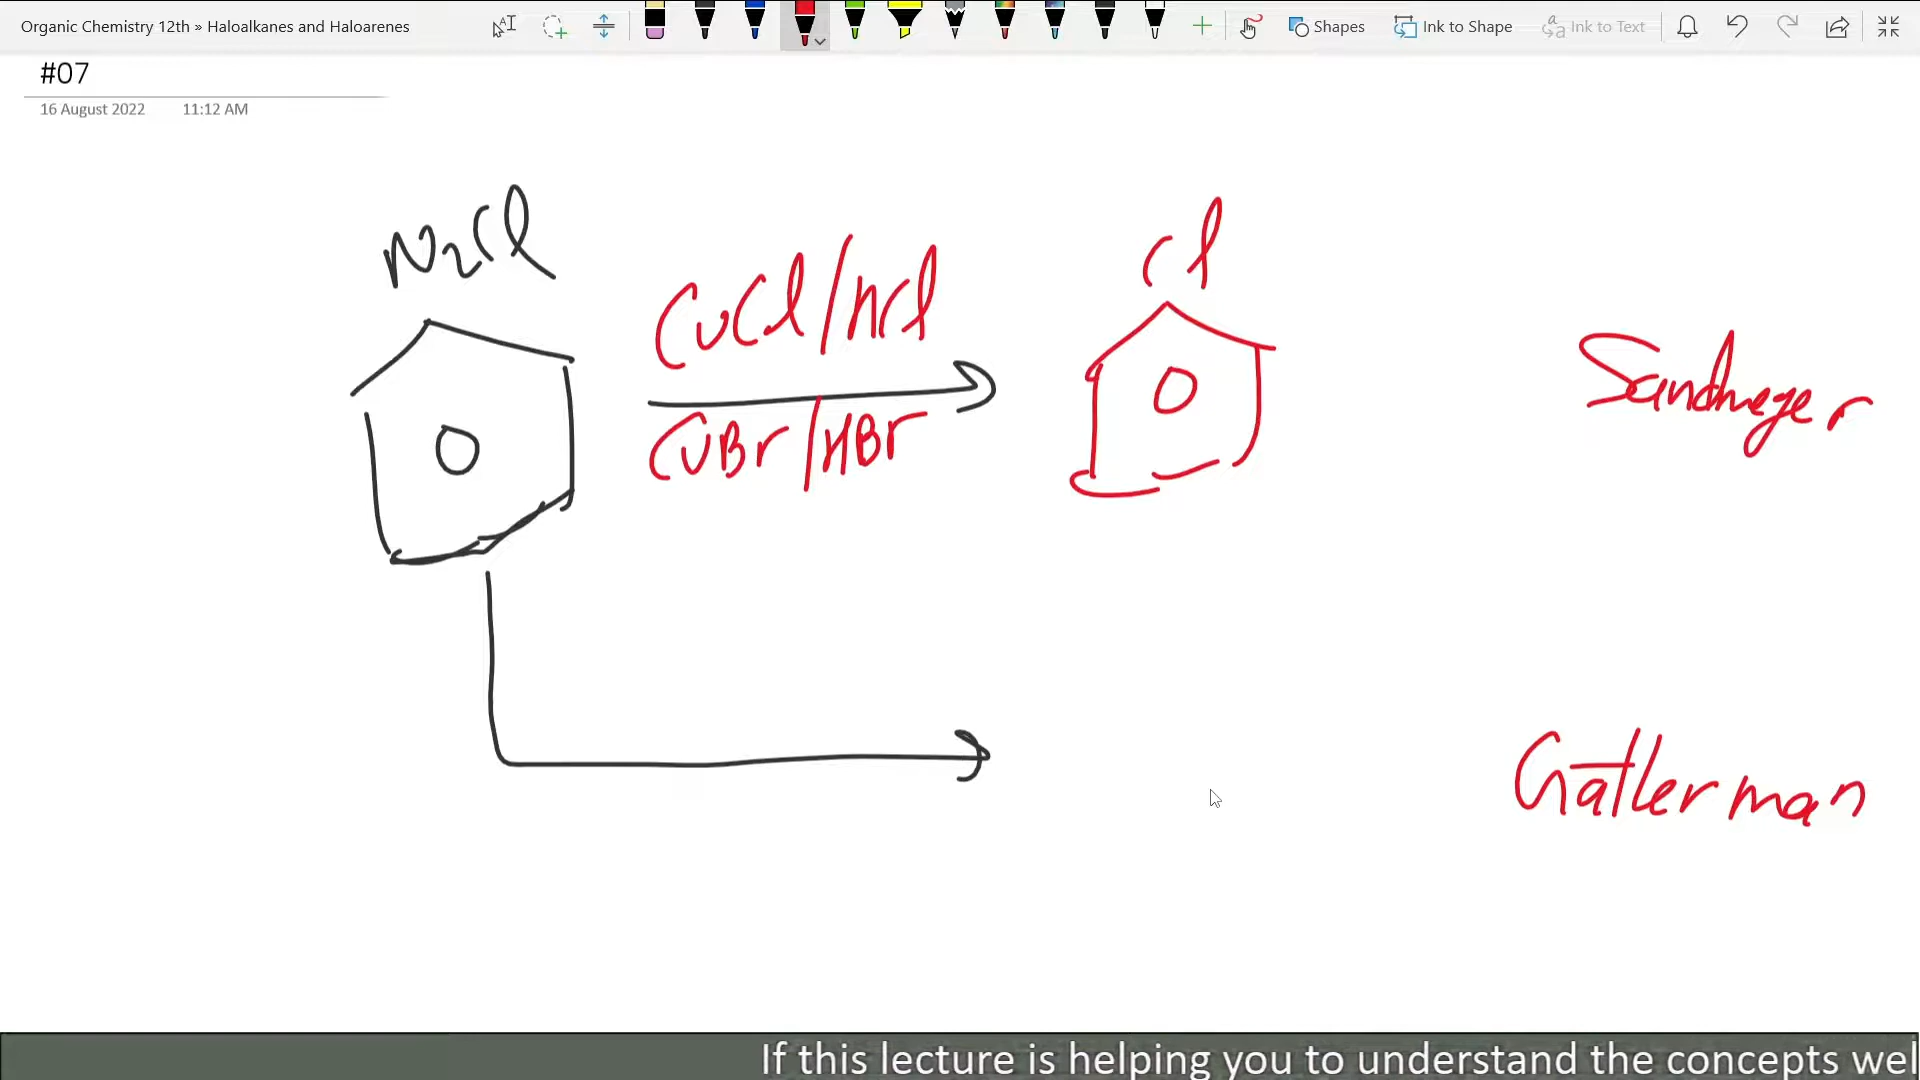 Organic Chemistry 12th » Haloalkanes and Haloarenes
Shapes
Ink to Shape
Ink to Text
#07
16 August 2022 11:12 AM
N2Cl
CuCl/HCl
Cl
CuBr/HBr
O
O
Sandmeyer
Gatterman
If this lecture is helping you to understand the concepts wel